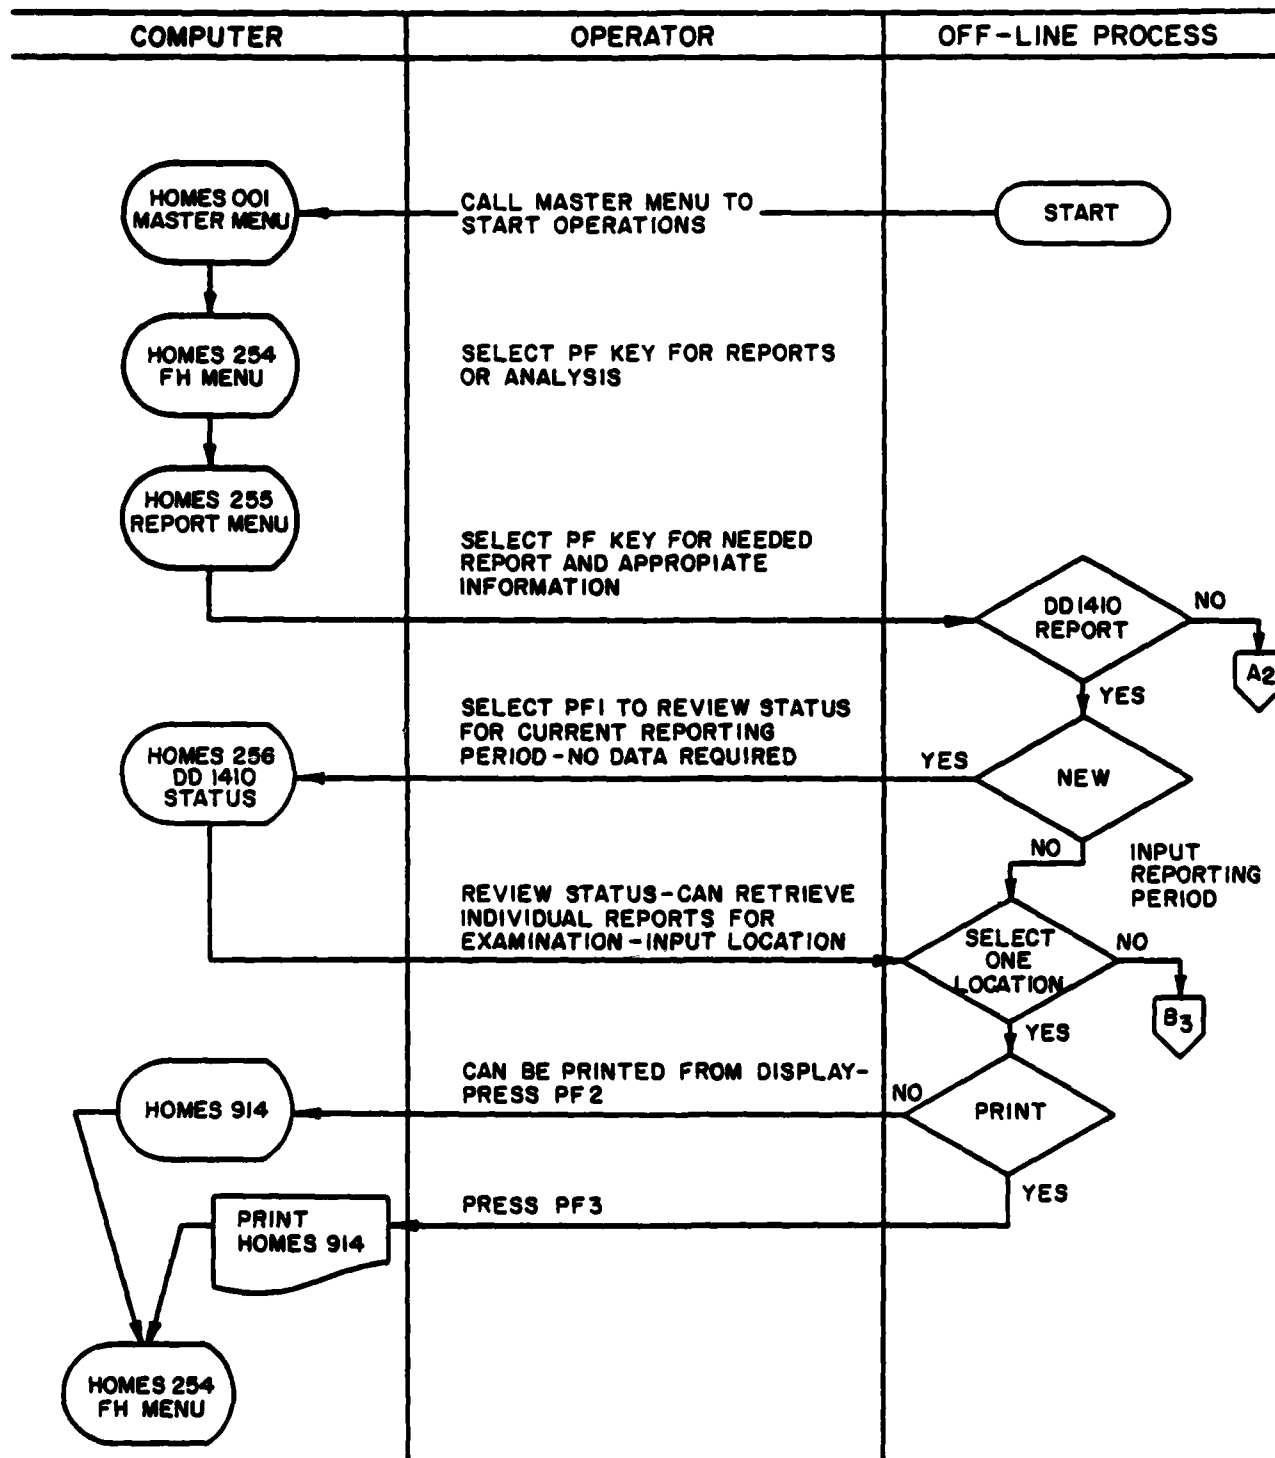 COMPUTER
OPERATOR
OFF-LINE PROCESS
HOMES 001
MASTER MENU
CALL MASTER MENU TO
START OPERATIONS
START
HOMES 254
FH MENU
SELECT PF KEY FOR REPORTS
OR ANALYSIS
HOMES 255
REPORT MENU
SELECT PF KEY FOR NEEDED
REPORT AND APPROPIATE
INFORMATION
DD1410
REPORT
NO
A2
YES
SELECT PF1 TO REVIEW STATUS
FOR CURRENT REPORTING
PERIOD-NO DATA REQUIRED
HOMES 256
DD 1410
STATUS
YES
NEW
NO
INPUT
REPORTING
PERIOD
REVIEW STATUS-CAN RETRIEVE
INDIVIDUAL REPORTS FOR
EXAMINATION-INPUT LOCATION
SELECT
ONE
LOCATION
NO
B3
YES
CAN BE PRINTED FROM DISPLAY-
PRESS PF2
HOMES 914
NO
PRINT
YES
PRESS PF3
PRINT
HOMES 914
HOMES 254
FH MENU